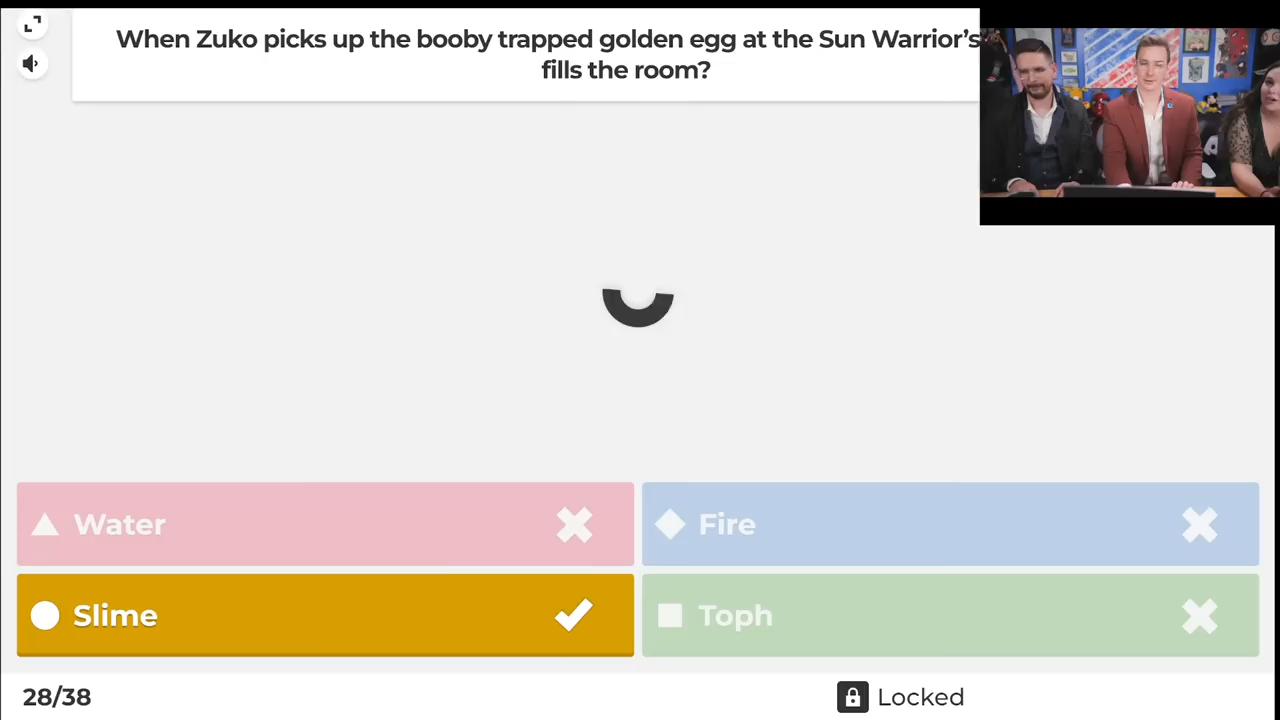 When Zuko picks up the booby trapped golden egg at the Sun Warrior's
fills the room?
Water
Fire
Slime
Toph
28/38
Locked